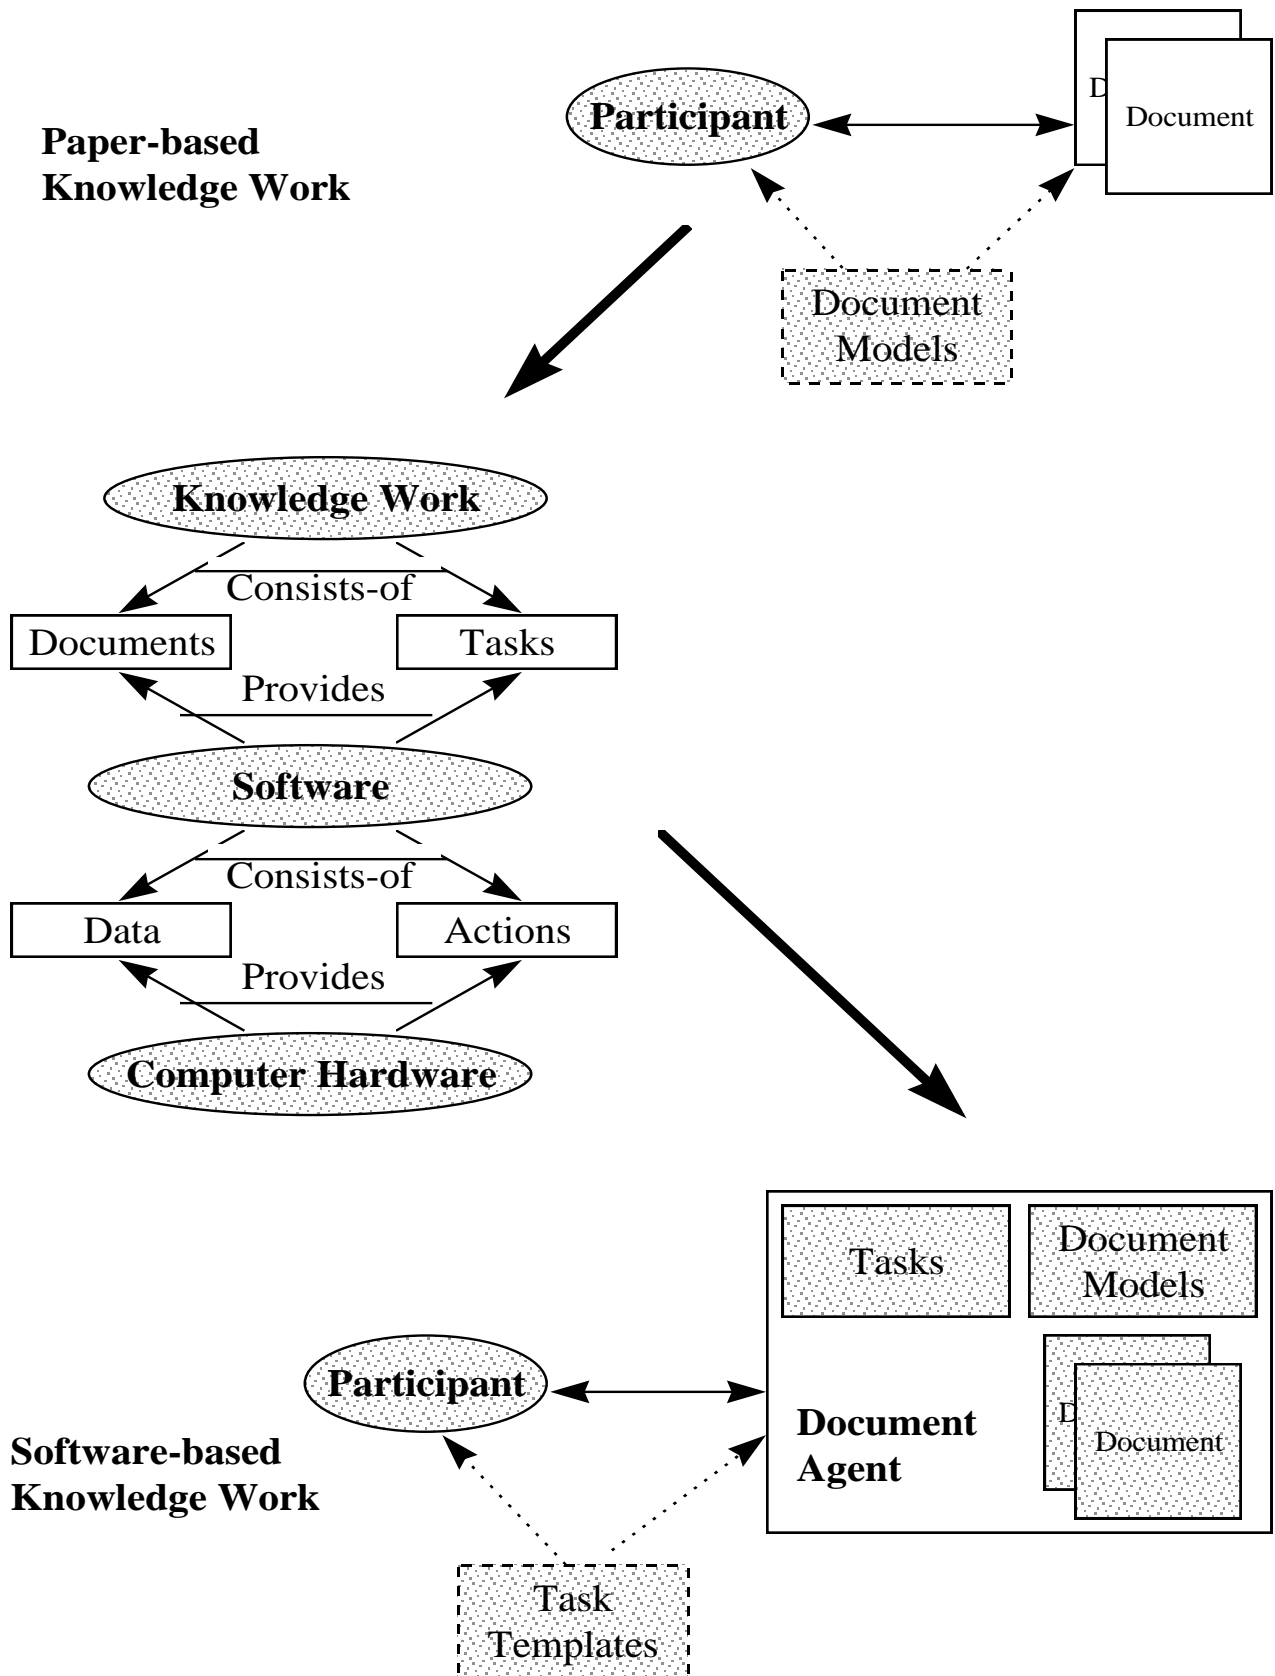 Participant
D
Document
Paper-based
Knowledge Work
Document
Models
Knowledge Work
Consists-of
Documents
Tasks
Provides
Software
Consists-of
Data
Actions
Provides
Computer Hardware
Tasks
Document
Models
Participant
D
Document
Document
Agent
Software-based
Knowledge Work
Task
Templates